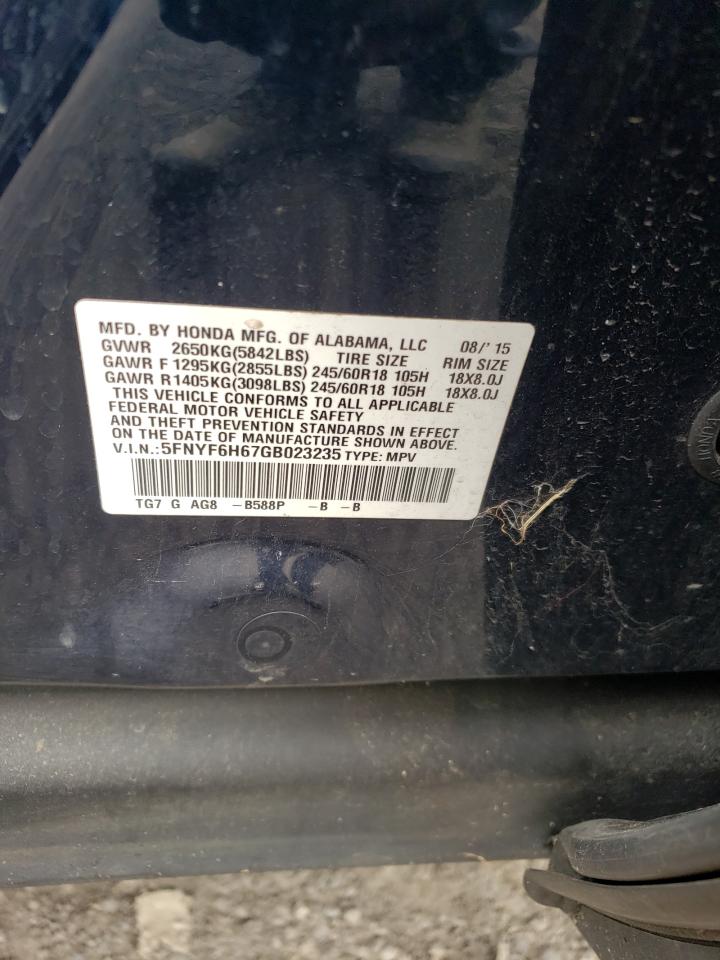 MFD. BY HONDA MFG. OF ALABAMA, LLC 08/'15
GVWR 2650KG(5842LBS) TIRE SIZE RIM SIZE
GAWR F 1295KG(2855LBS) 245/60R18 105H 18X8.0J
GAWR R1405KG(3098LBS) 245/60R18 105H 18X8.0J
THIS VEHICLE CONFORMS TO ALL APPLICABLE
FEDERAL MOTOR VEHICLE SAFETY
AND THEFT PREVENTION STANDARDS IN EFFECT
ON THE DATE OF MANUFACTURE SHOWN ABOVE.
V.I.N.:5FNYF6H67GB023235 TYPE: MPV
TG7 G AG8 -B588P -B -B
HONDA